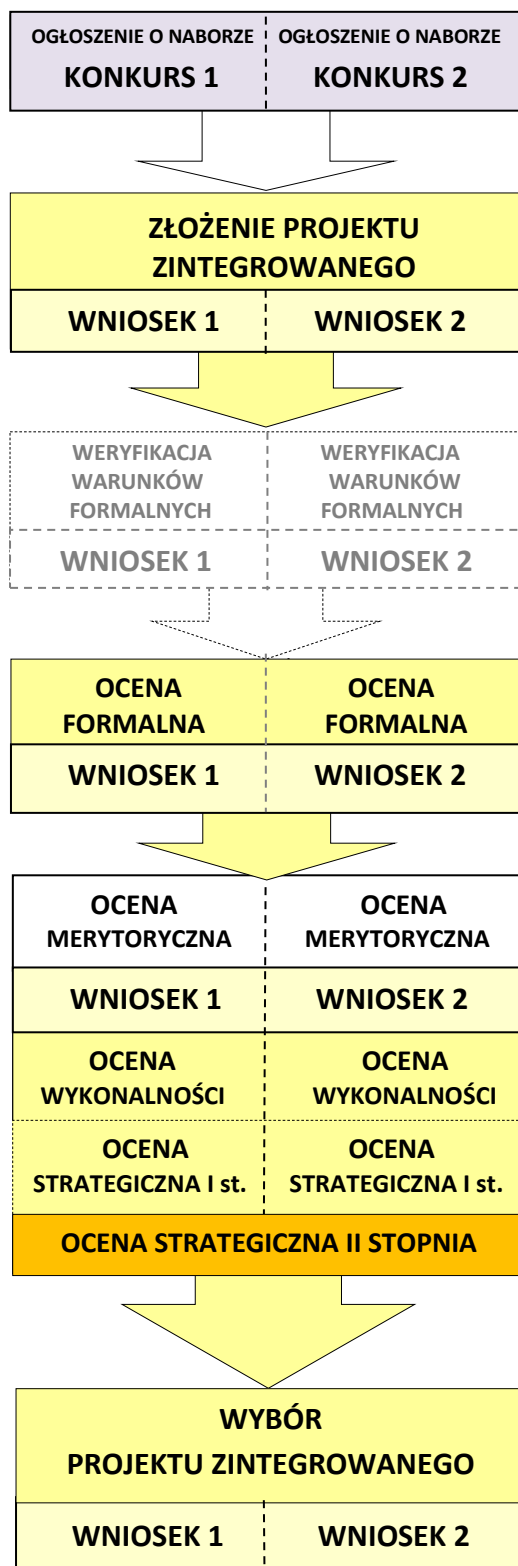 OGŁOSZENIE O NABORZE
KONKURS 1
OGŁOSZENIE O NABORZE
KONKURS 2
ZŁOŻENIE PROJEKTU
ZINTEGROWANEGO
WNIOSEK 1
WNIOSEK 2
WERYFIKACJA
WARUNKÓW
FORMALNYCH
WERYFIKACJA
WARUNKÓW
FORMALNYCH
WNIOSEK 1
WNIOSEK 2
OCENA
FORMALNA
OCENA
FORMALNA
WNIOSEK 1
WNIOSEK 2
OCENA
MERYTORYCZNA
OCENA
MERYTORYCZNA
WNIOSEK 1
WNIOSEK 2
OCENA
WYKONALNOŚCI
OCENA
WYKONALNOŚCI
OCENA
STRATEGICZNA I st.
OCENA
STRATEGICZNA I st.
OCENA STRATEGICZNA II STOPNIA
WYBÓR
PROJEKTU ZINTEGROWANEGO
WNIOSEK 1
WNIOSEK 2